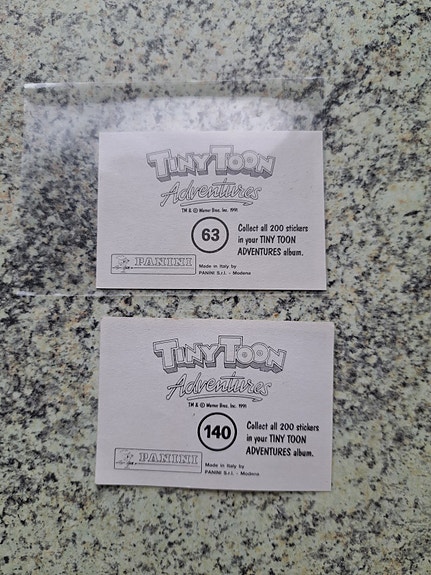 TINY TOON
Adventures
TM & © Warner Bros. Inc. 1991
63
Collect all 200 stickers
in your TINY TOON
ADVENTURES album.
PANINI
Made in Italy by
PANINI S.r.l. - Modena
TINY TOON
Adventures
TM & © Warner Bros. Inc. 1991
140
Collect all 200 stickers
in your TINY TOON
ADVENTURES album.
PANINI
Made in Italy by
PANINI S.r.l. - Modena